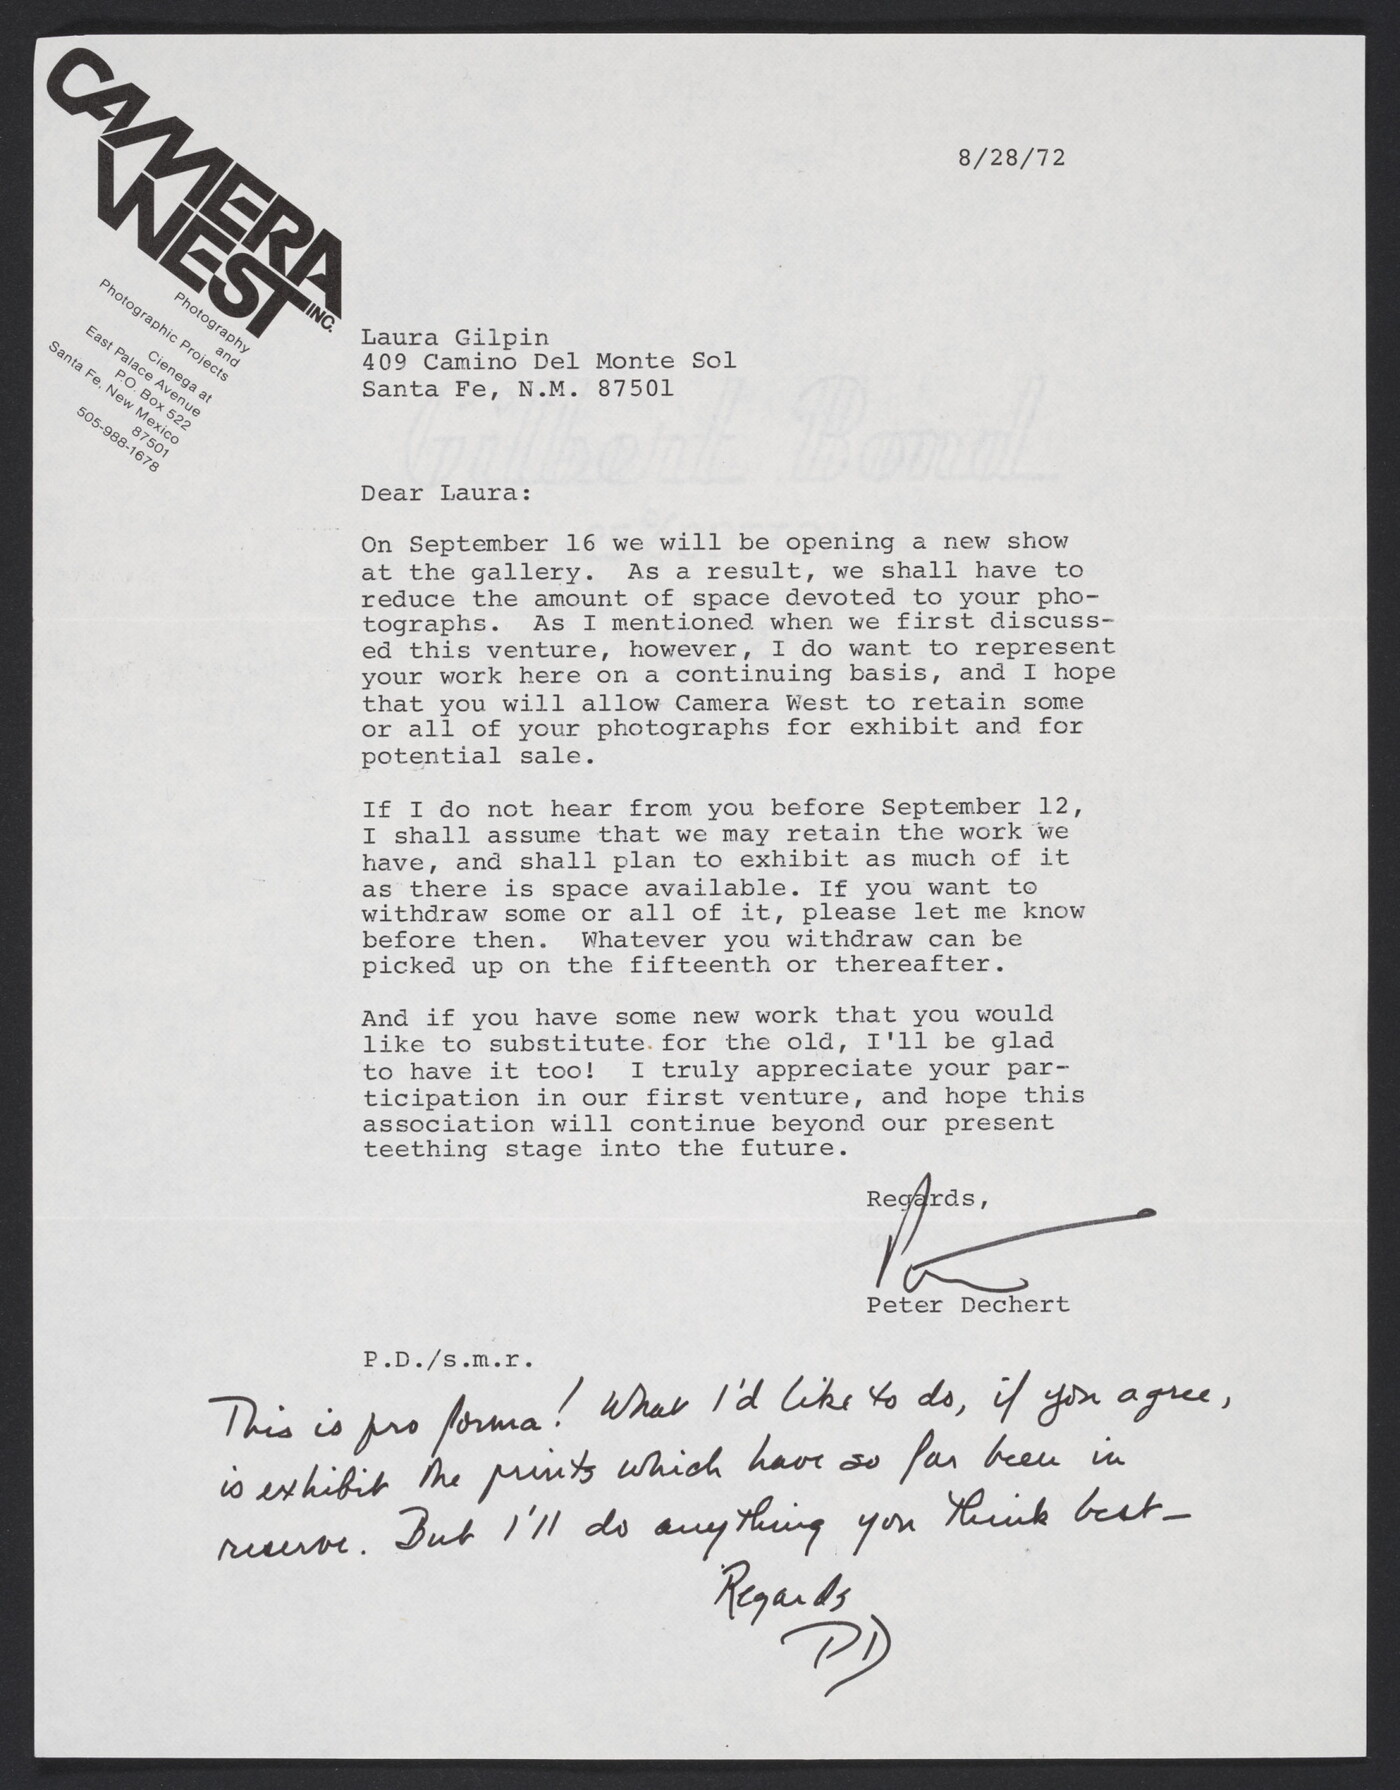 CAMERA
WEST INC.
Photography
and
Photographic Projects
Cienega at
East Palace Avenue
P.O. Box 522
Santa Fe, New Mexico
87501
505-988-1678
8/28/72
Laura Gilpin
409 Camino Del Monte Sol
Santa Fe, N.M. 87501
Gilbert Bond
25% COTTON
Dear Laura:
On September 16 we will be opening a new show
at the gallery. As a result, we shall have to
reduce the amount of space devoted to your pho-
tographs. As I mentioned when we first discuss-
ed this venture, however, I do want to represent
your work here on a continuing basis, and I hope
that you will allow Camera West to retain some
or all of your photographs for exhibit and for
potential sale.
If I do not hear from you before September 12,
I shall assume that we may retain the work we
have, and shall plan to exhibit as much of it
as there is space available. If you want to
withdraw some or all of it, please let me know
before then. Whatever you withdraw can be
picked up on the fifteenth or thereafter.
And if you have some new work that you would
like to substitute for the old, I'll be glad
to have it too! I truly appreciate your par-
ticipation in our first venture, and hope this
association will continue beyond our present
teething stage into the future.
Regards,
Peter Dechert
P.D./s.m.r.
This is pro forma! What I'd like to do, if you agree,
is exhibit the prints which have so far been in
reserve. But I'll do anything you think best—
Regards
PD